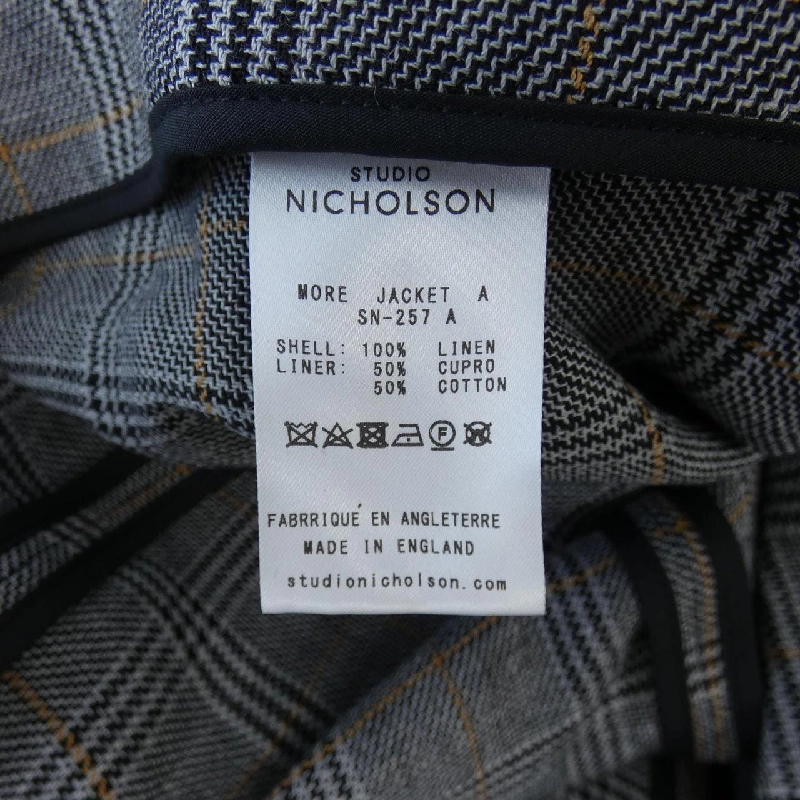 STUDIO
NICHOLSON
MORE JACKET A
SN-257 A
SHELL: 100% LINEN
LINER: 50% CUPRO
50% COTTON
F W
FABRRIQUÉ EN ANGLETERRE
MADE IN ENGLAND
studionicholson.com